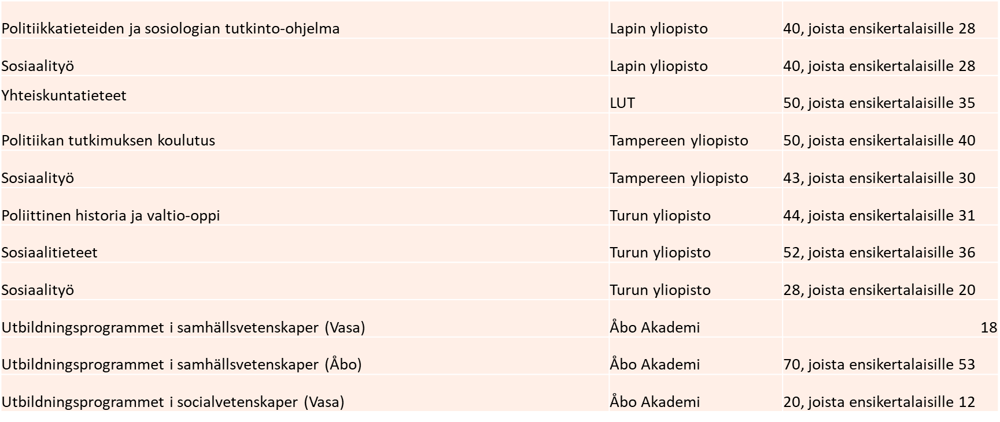 Politiikkatieteiden ja sosiologian tutkinto-ohjelma Lapin yliopisto 40, joista ensikertalaisille 28
Sosiaalityö Lapin yliopisto 40, joista ensikertalaisille 28
Yhteiskuntatieteet LUT 50, joista ensikertalaisille 35
Politiikan tutkimuksen koulutus Tampereen yliopisto 50, joista ensikertalaisille 40
Sosiaalityö Tampereen yliopisto 43, joista ensikertalaisille 30
Poliittinen historia ja valtio-oppi Turun yliopisto 44, joista ensikertalaisille 31
Sosiaalitieteet Turun yliopisto 52, joista ensikertalaisille 36
Sosiaalityö Turun yliopisto 28, joista ensikertalaisille 20
Utbildningsprogrammet i samhällsvetenskaper (Vasa) Åbo Akademi 18
Utbildningsprogrammet i samhällsvetenskaper (Åbo) Åbo Akademi 70, joista ensikertalaisille 53
Utbildningsprogrammet i socialvetenskaper (Vasa) Åbo Akademi 20, joista ensikertalaisille 12